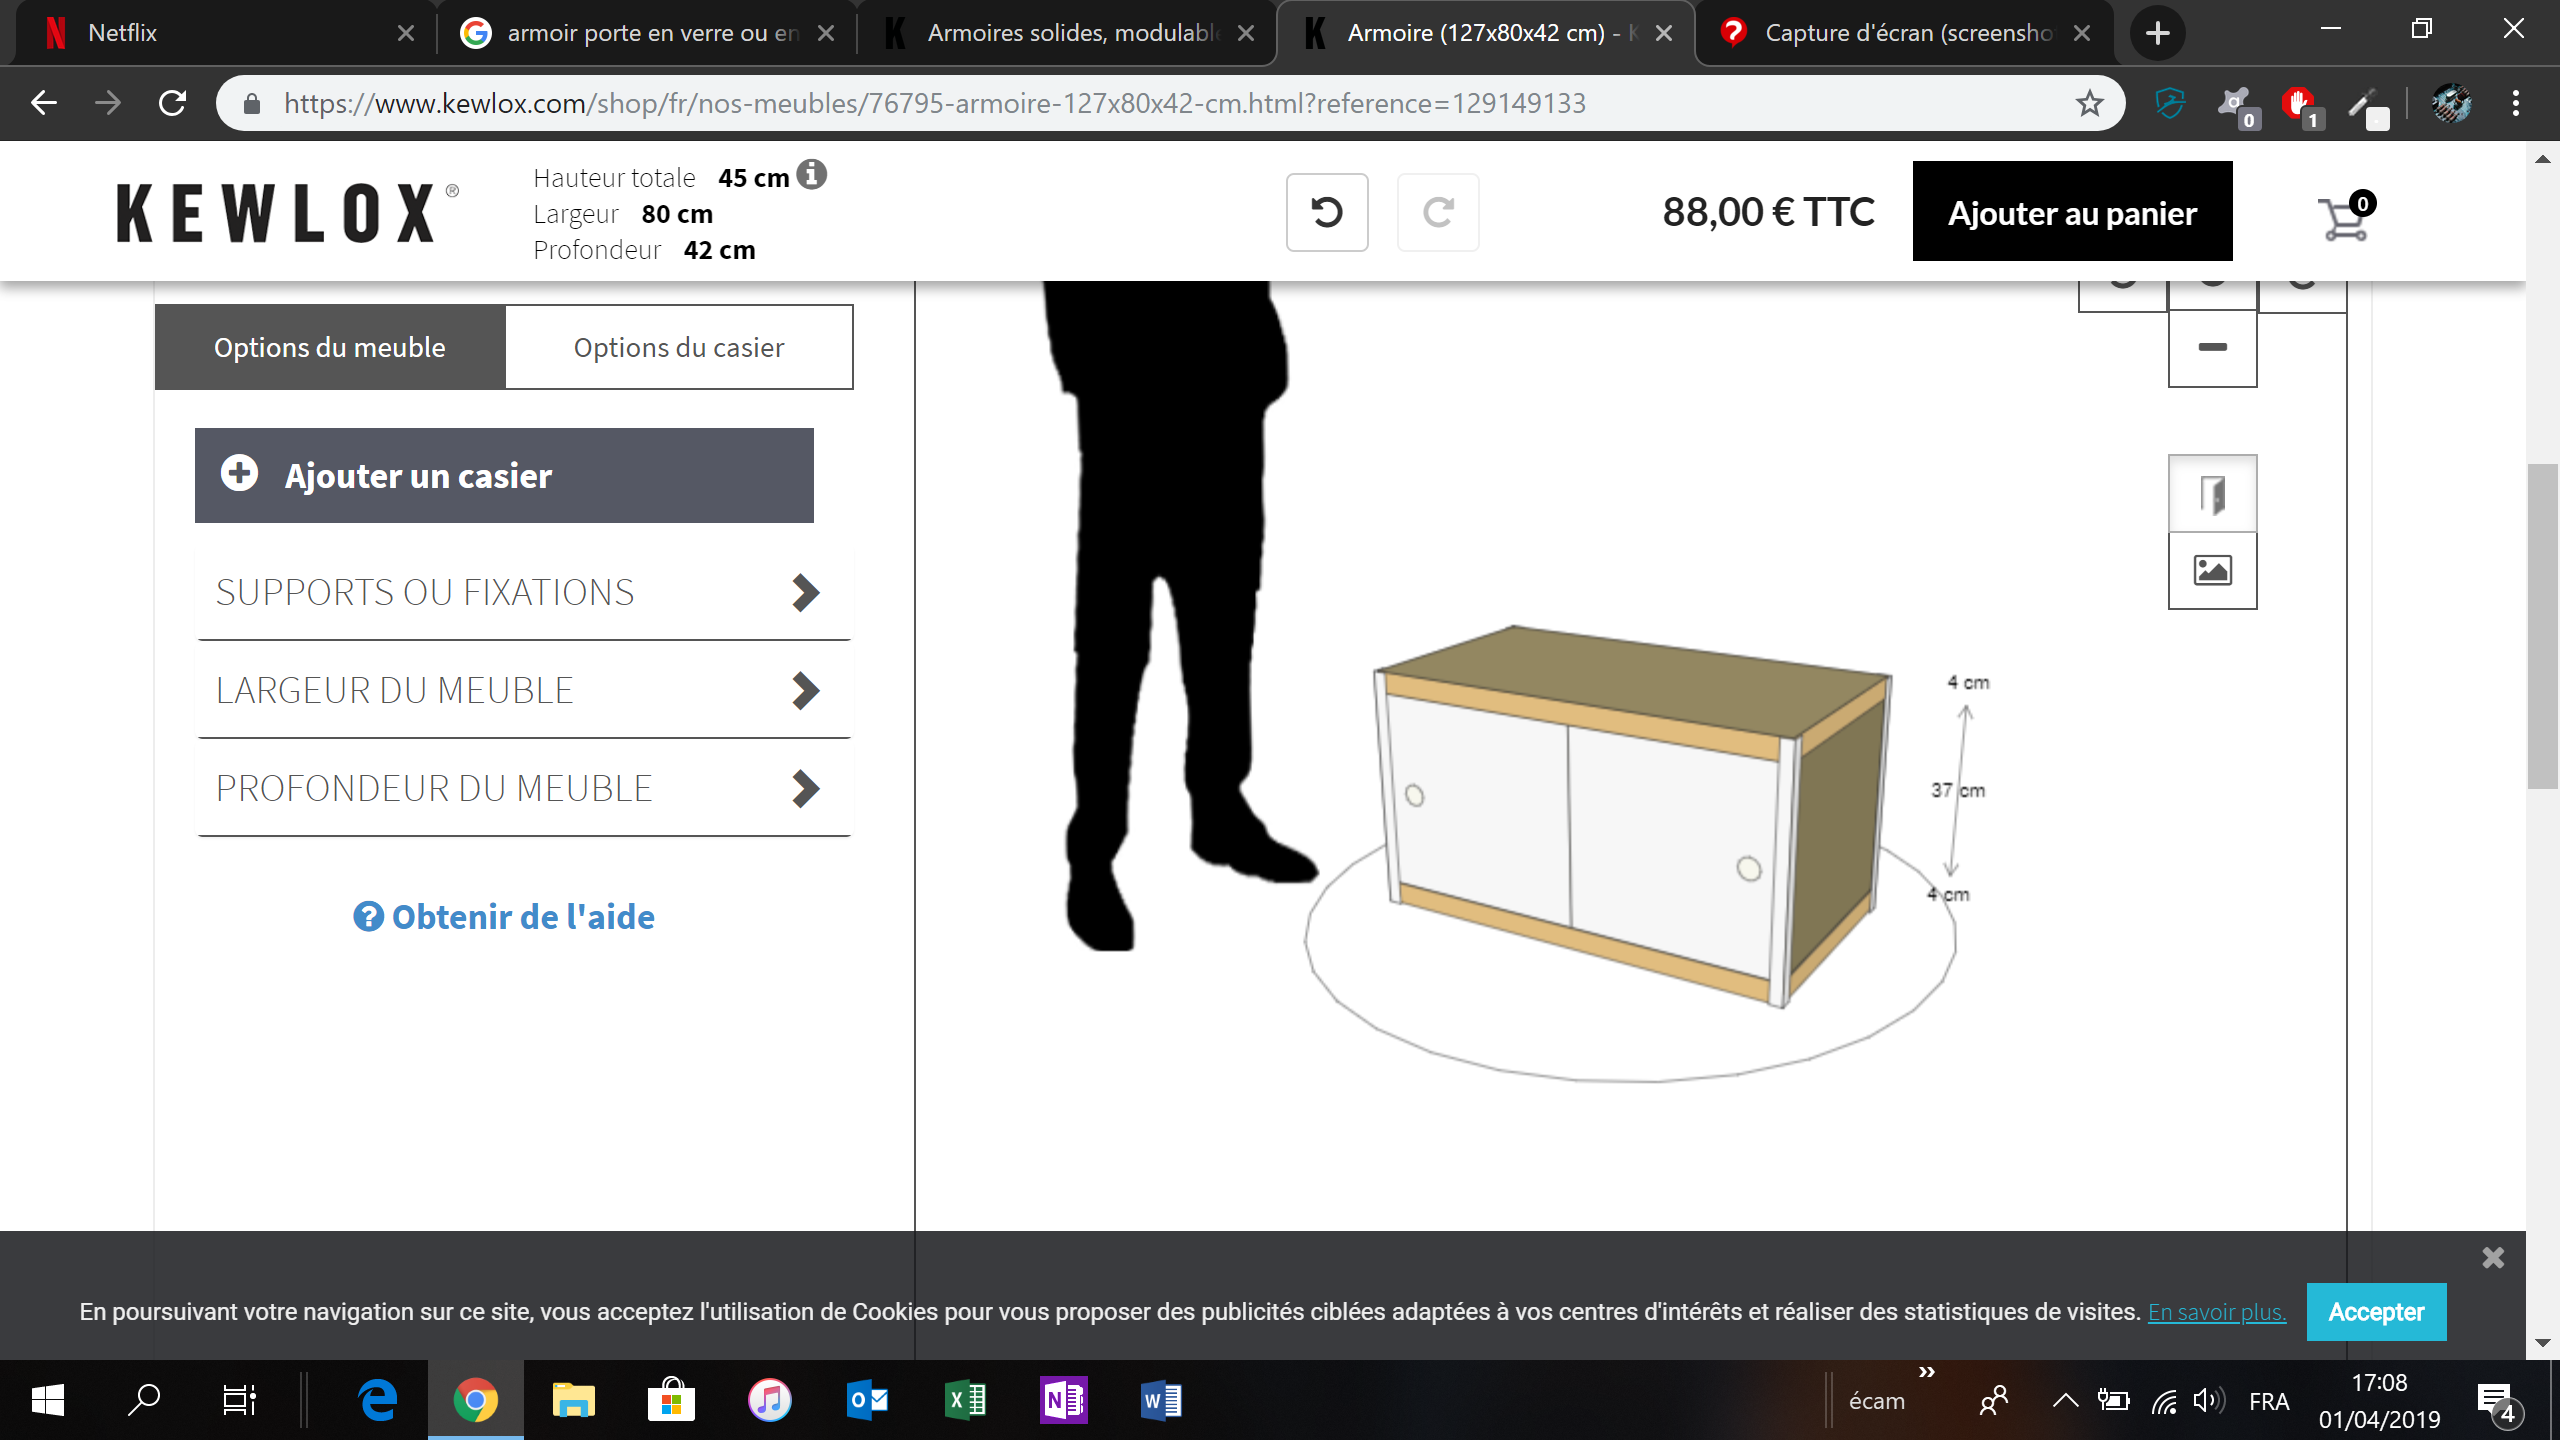 Netflix
armoir porte en verre ou en
Armoires solides, modulable
Armoire (127x80x42 cm) - K
Capture d'écran (screensho
https://www.kewlox.com/shop/fr/nos-meubles/76795-armoire-127x80x42-cm.html?reference=129149133
0
1
KEWLOX®
Hauteur totale 45 cm
Largeur 80 cm
Profondeur 42 cm
88,00 € TTC
Ajouter au panier
0
Options du meuble
Options du casier
Ajouter un casier
SUPPORTS OU FIXATIONS
LARGEUR DU MEUBLE
PROFONDEUR DU MEUBLE
Obtenir de l'aide
4 cm
37 cm
4 cm
En poursuivant votre navigation sur ce site, vous acceptez l'utilisation de Cookies pour vous proposer des publicités ciblées adaptées à vos centres d'intérêts et réaliser des statistiques de visites. En savoir plus.
Accepter
écam
FRA
17:08
01/04/2019
4